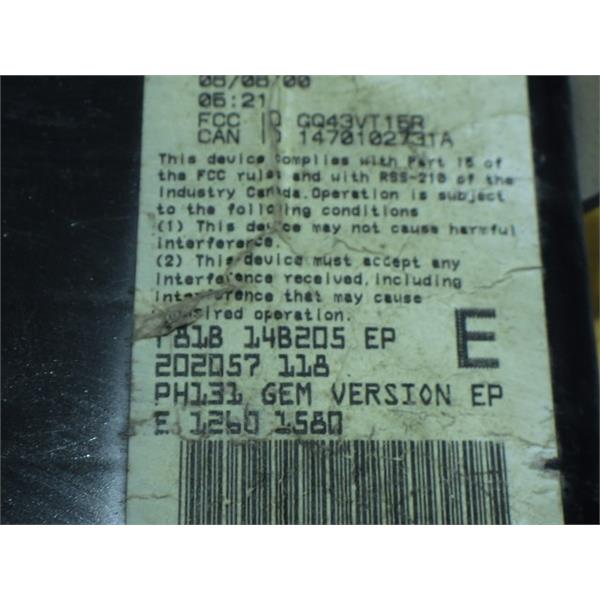 08/08/00
06:21
FCC ID GQ43VT15R
CAN ID 1470102731A
This device complies with Part 15 of
the FCC rules and with RSS-210 of the
Industry Canada. Operation is subject
to the following conditions
(1) This device may not cause harmful
interference.
(2) This device must accept any
interference received, including
interference that may cause
undesired operation.
F81B 14B205 EP
E
202057 118
PH131 GEM VERSION EP
E 1260 1580